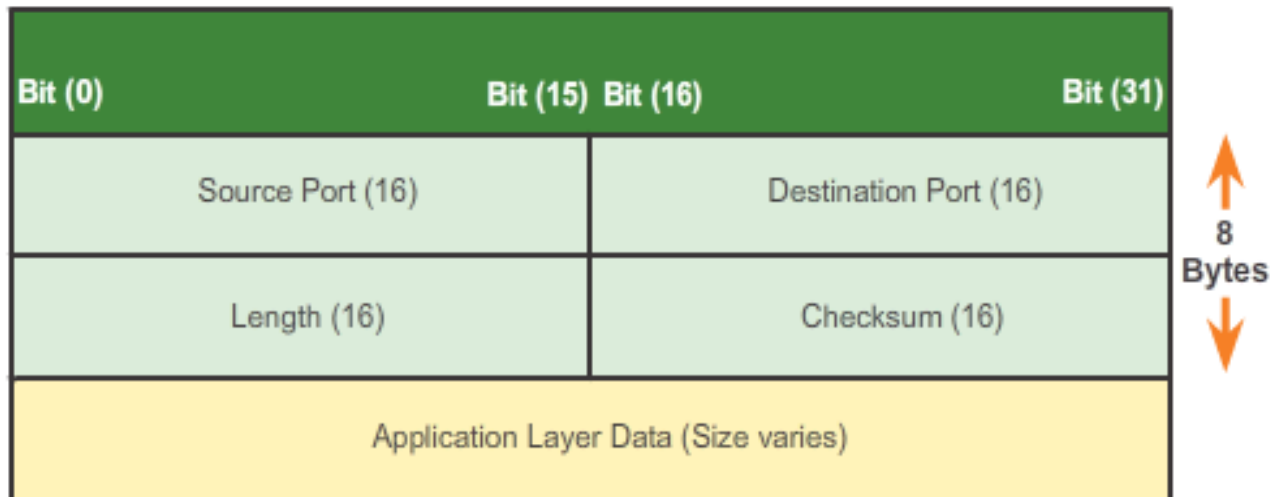 Bit (0) Bit (15) Bit (16) Bit (31)
Source Port (16) Destination Port (16)
8
Bytes
Length (16) Checksum (16)
Application Layer Data (Size varies)